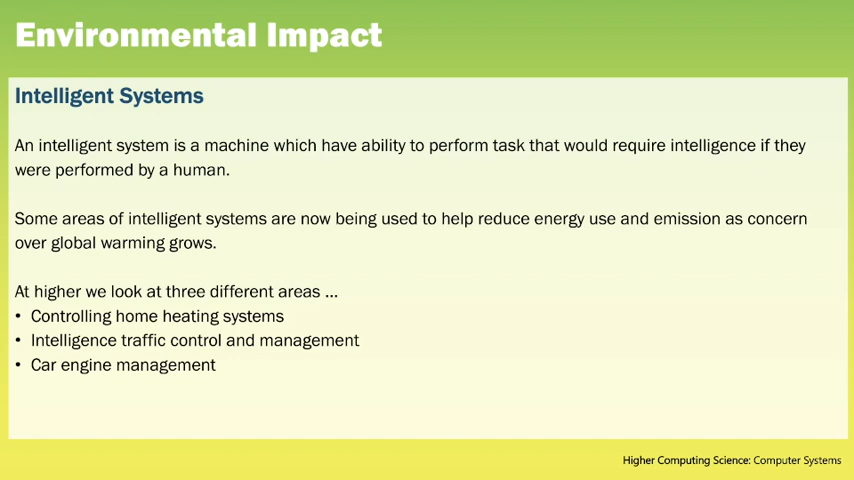 Environmental Impact
Intelligent Systems
An intelligent system is a machine which have ability to perform task that would require intelligence if they
were performed by a human.
Some areas of intelligent systems are now being used to help reduce energy use and emission as concern
over global warming grows.
At higher we look at three different areas ...
• Controlling home heating systems
• Intelligence traffic control and management
• Car engine management
Higher Computing Science: Computer Systems